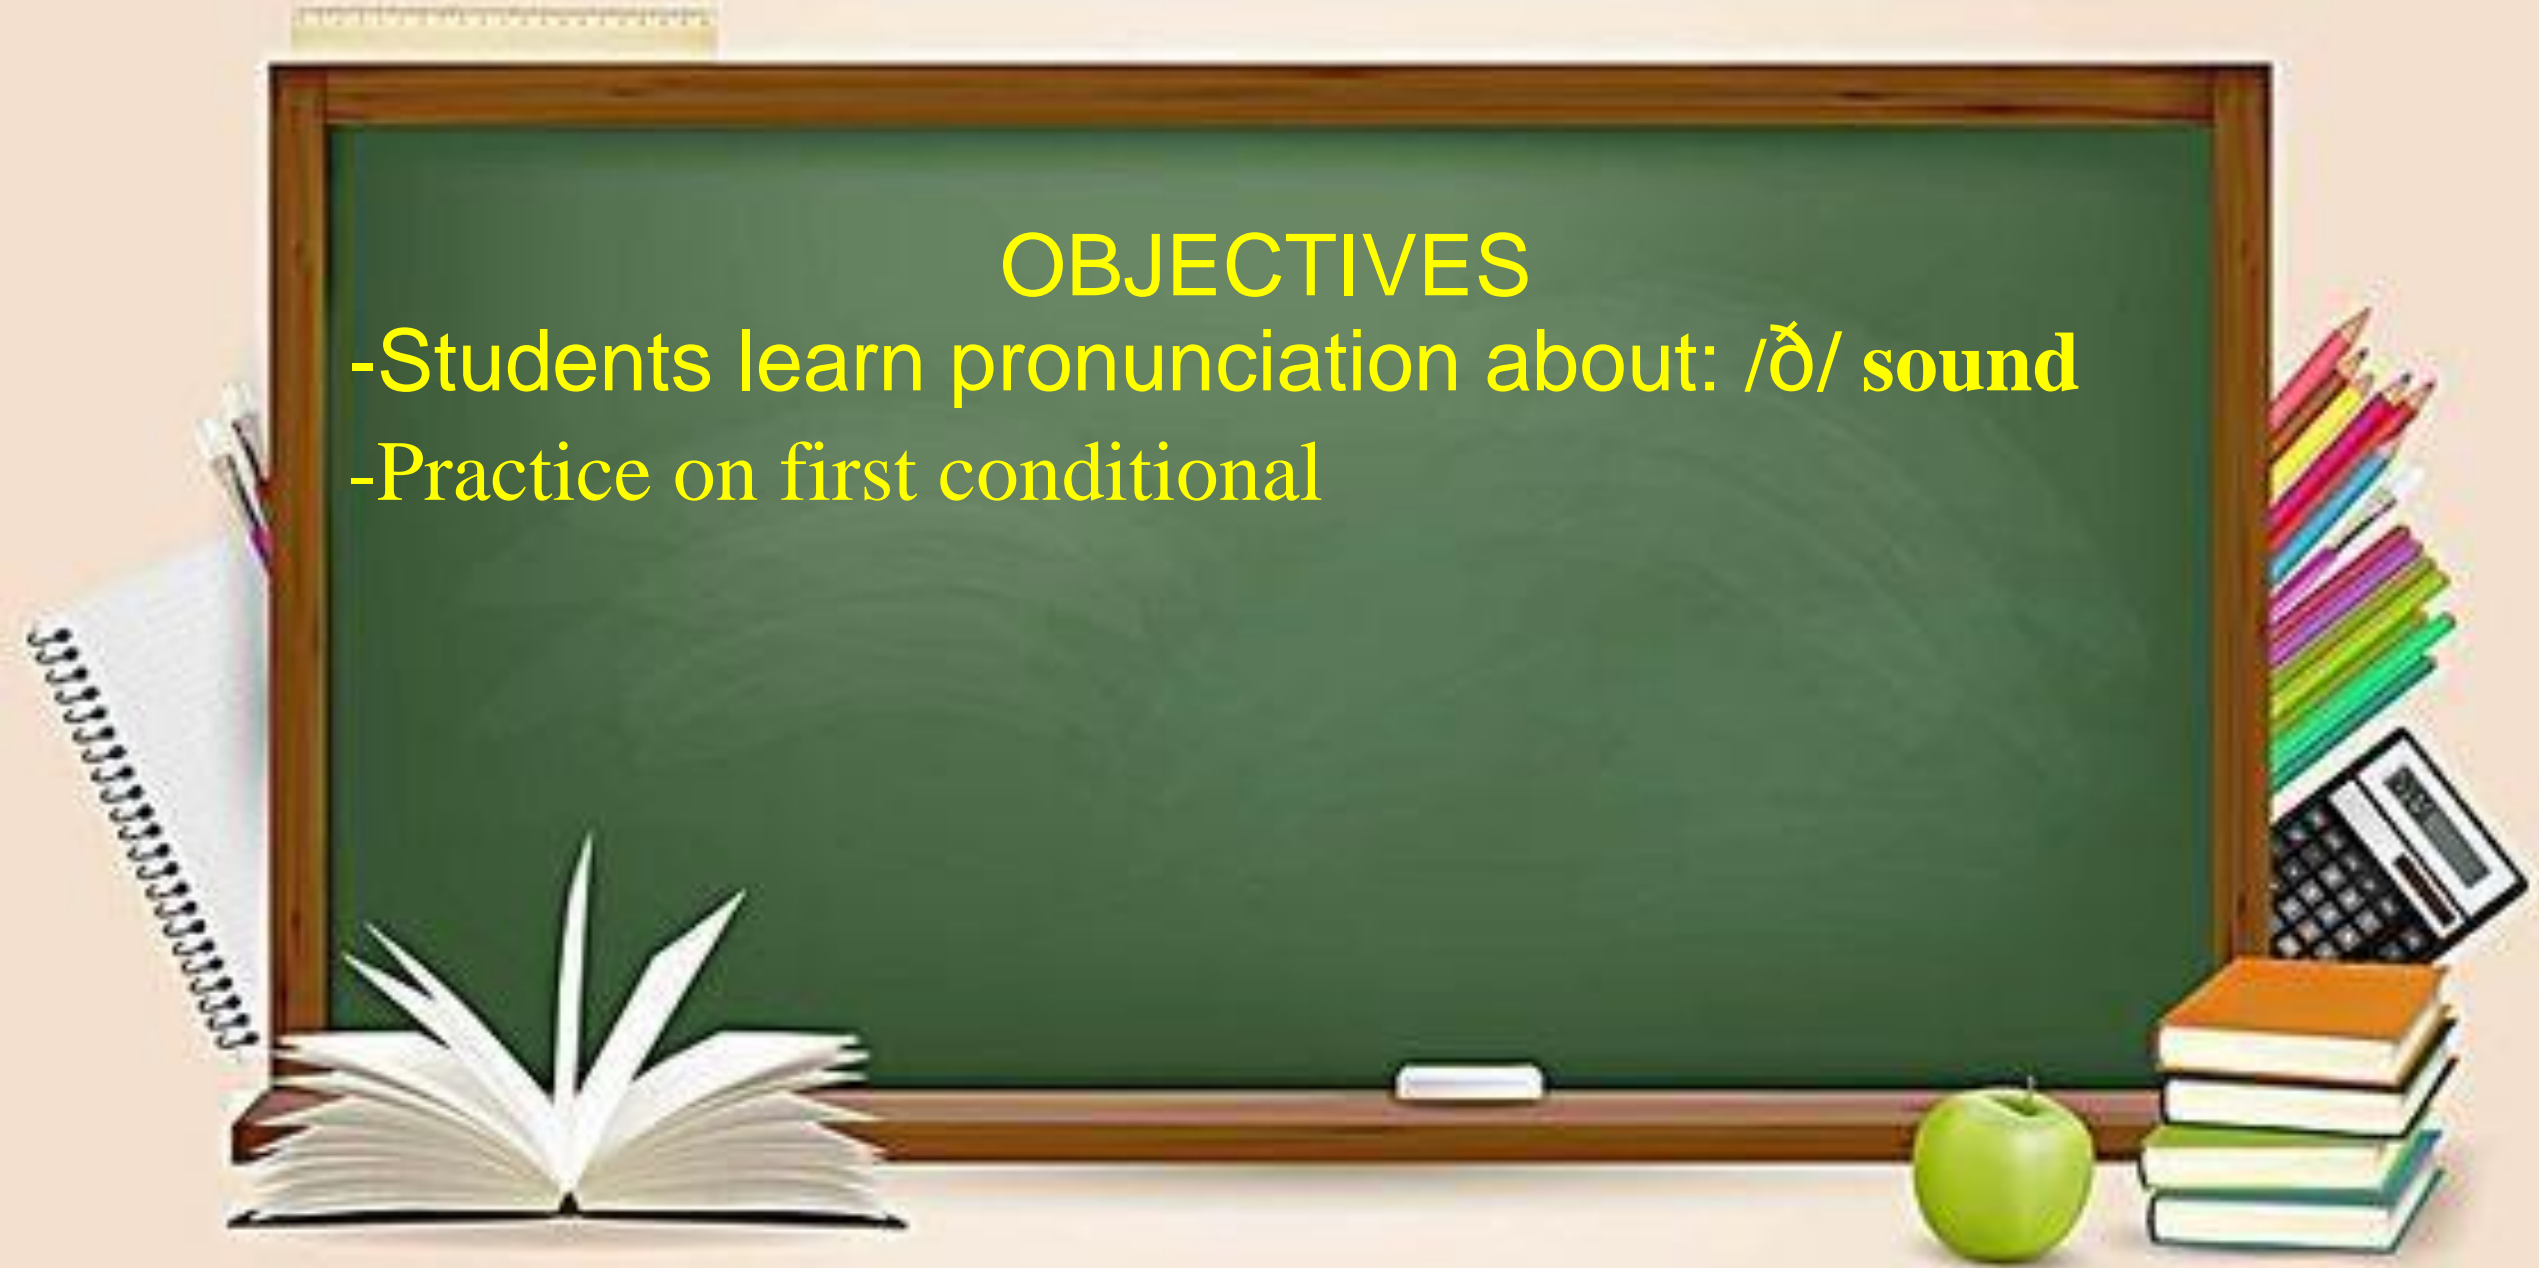 OBJECTIVES
-Students learn pronunciation about: /ð/ sound
-Practice on first conditional